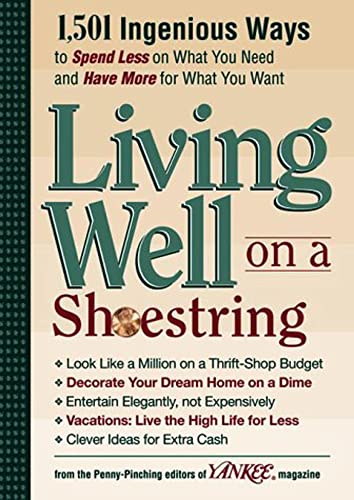 1,501 Ingenious Ways
to Spend Less on What You Need
and Have More for What You Want
Living
Well on a
Shoestring
❖ Look Like a Million on a Thrift-Shop Budget
❖ Decorate Your Dream Home on a Dime
❖ Entertain Elegantly, not Expensively
❖ Vacations: Live the High Life for Less
❖ Clever Ideas for Extra Cash
from the Penny-Pinching editors of YANKEE® magazine